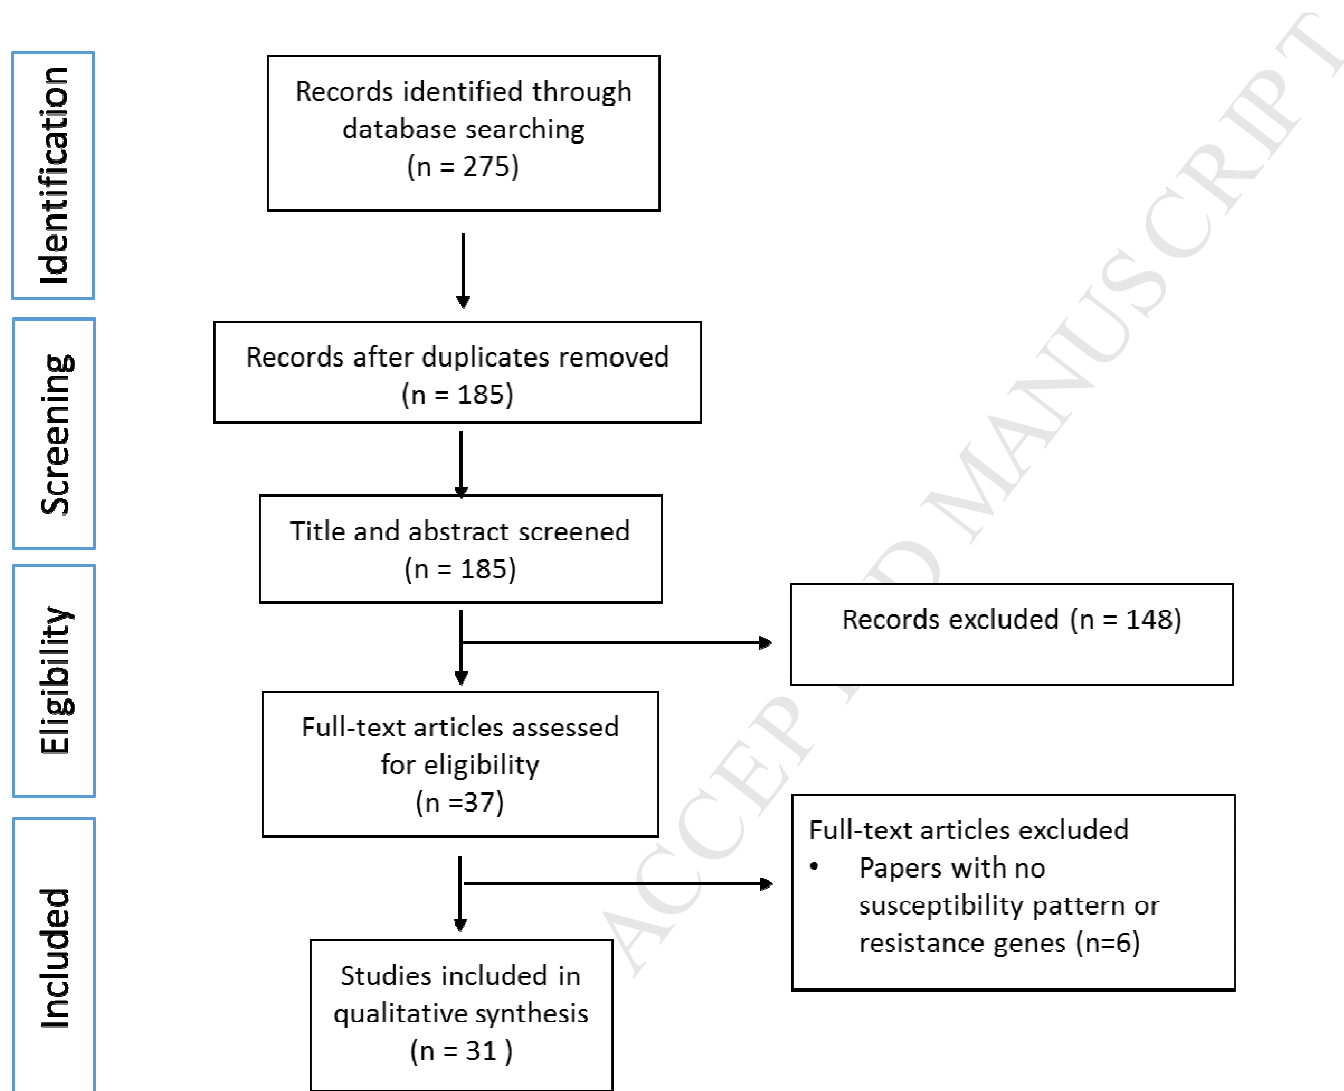 Identification
Records identified through
database searching
(n = 275)
Screening
Records after duplicates removed
(n = 185)
Title and abstract screened
(n = 185)
Eligibility
Records excluded (n = 148)
Full-text articles assessed
for eligibility
(n =37)
Full-text articles excluded
• Papers with no
susceptibility pattern or
resistance genes (n=6)
Included
Studies included in
qualitative synthesis
(n = 31 )
ACCEPTED MANUSCRIPT